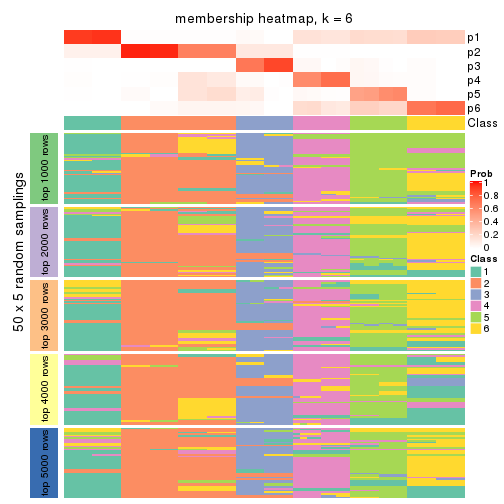 membership heatmap, k = 6
p1
p2
p3
p4
p5
p6
Class
50 x 5 random samplings
top 1000 rows
top 2000 rows
top 3000 rows
top 4000 rows
top 5000 rows
Prob
1
0.8
0.6
0.4
0.2
0
Class
1
2
3
4
5
6